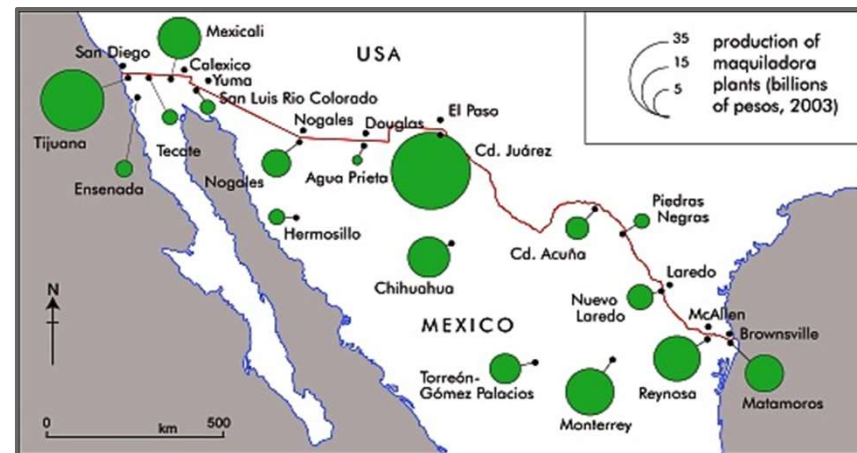 Mexicali
USA
San Diego
Calexico
Yuma
San Luis Rio Colorado
Tijuana
Tecate
Ensenada
Nogales
Douglas
El Paso
Cd. Juárez
Nogales
Agua Prieta
Hermosillo
Chihuahua
Cd. Acuña
Piedras
Negras
Laredo
Nuevo
Laredo
McAllen
Brownsville
MEXICO
Torreón-
Gómez Palacios
Monterrey
Reynosa
Matamoros
N
0 500
km
35
15
5
production of
maquiladora
plants (billions
of pesos, 2003)